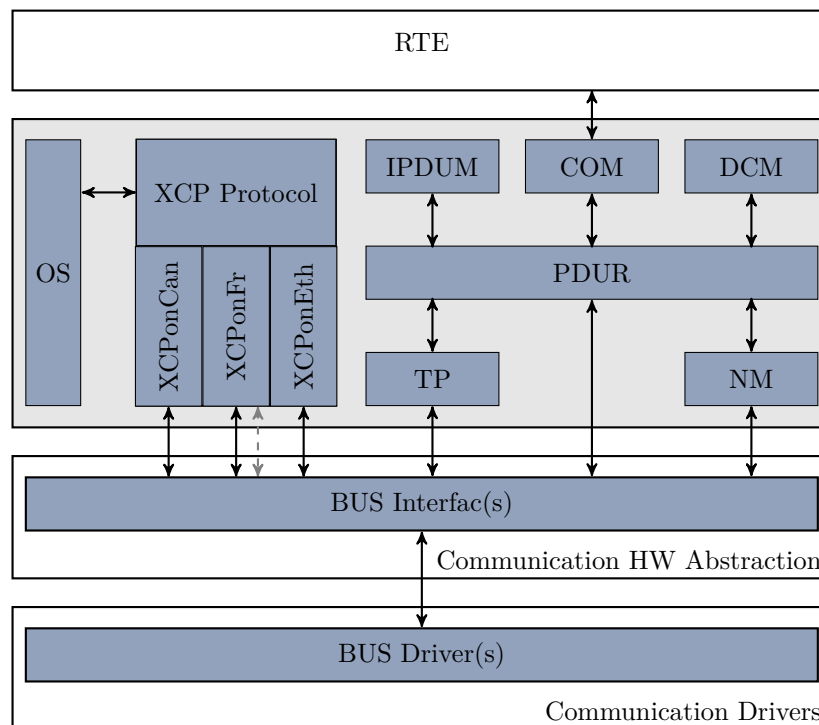 RTE
IPDUM
COM
DCM
XCP Protocol
OS
XCPonCan
XCPonFr
XCPonEth
PDUR
TP
NM
BUS Interfac(s)
Communication HW Abstraction
BUS Driver(s)
Communication Drivers